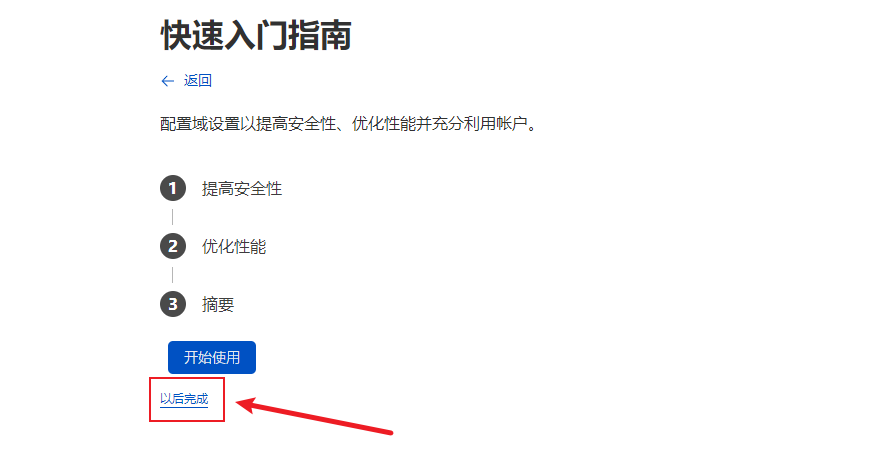 快速入门指南
← 返回
配置域设置以提高安全性、优化性能并充分利用帐户。
1 提高安全性
2 优化性能
3 摘要
开始使用
以后完成